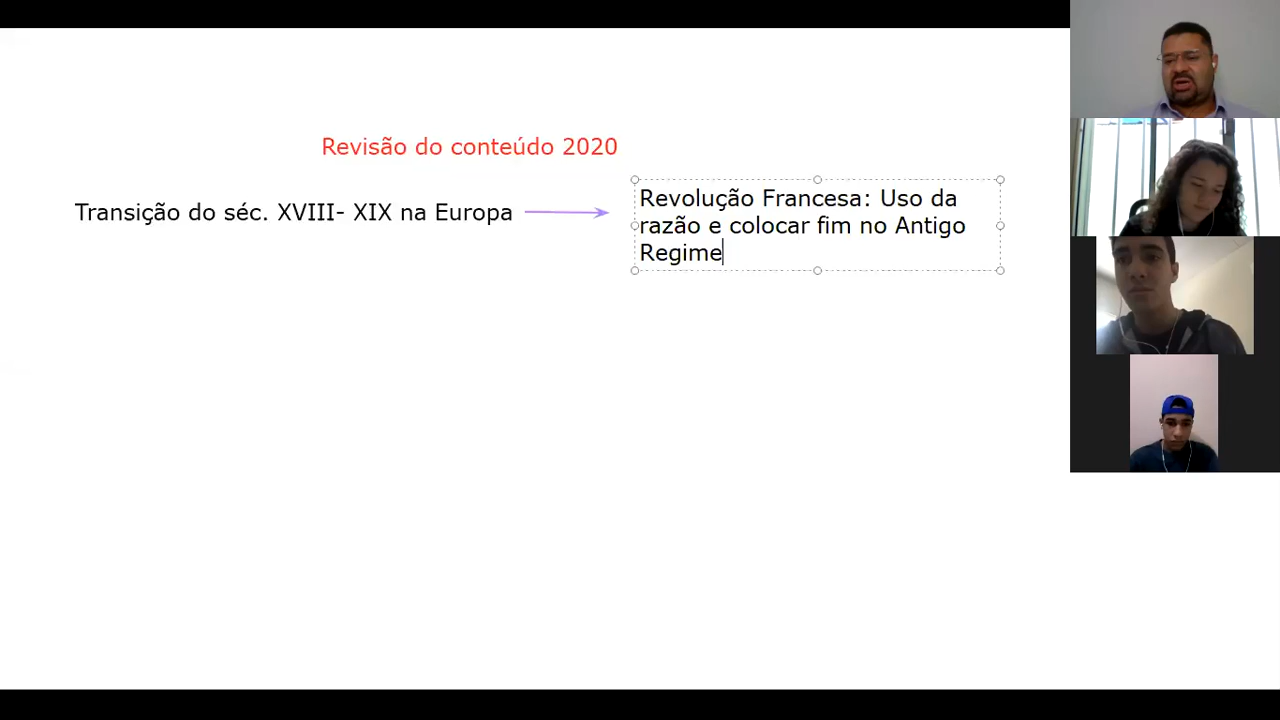 Revisão do conteúdo 2020
Transição do séc. XVIII- XIX na Europa
Revolução Francesa: Uso da
razão e colocar fim no Antigo
Regime